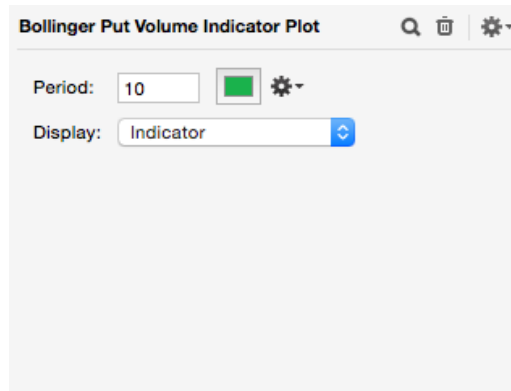 Bollinger Put Volume Indicator Plot
Period: 10
Display: Indicator